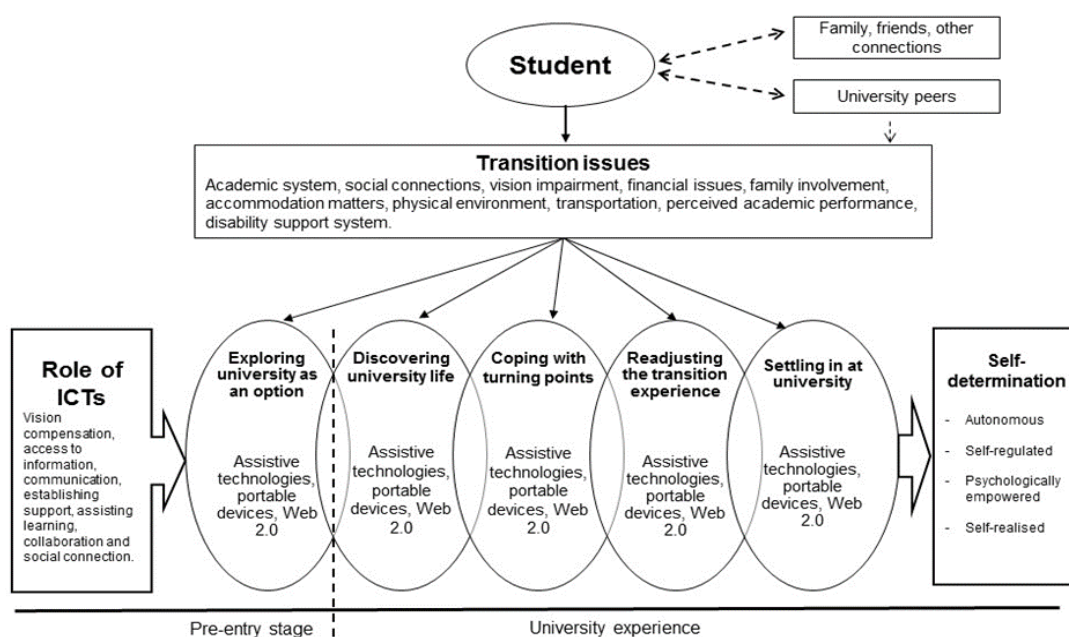 Student
Family, friends, other
connections
University peers
Transition issues
Academic system, social connections, vision impairment, financial issues, family involvement,
accommodation matters, physical environment, transportation, perceived academic performance,
disability support system.
Role of
ICTs
Vision
compensation,
access to
information,
communication,
establishing
support, assisting
learning,
collaboration and
social connection.
Exploring
university as
an option
Assistive
technologies,
portable
devices, Web
2.0
Discovering
university life
Assistive
technologies,
portable
devices, Web
2.0
Coping with
turning points
Assistive
technologies,
portable
devices, Web
2.0
Readjusting
the transition
experience
Assistive
technologies,
portable
devices, Web
2.0
Settling in at
university
Assistive
technologies,
portable
devices, Web
2.0
Self-
determination
- Autonomous
- Self-regulated
- Psychologically
empowered
- Self-realised
Pre-entry stage
University experience